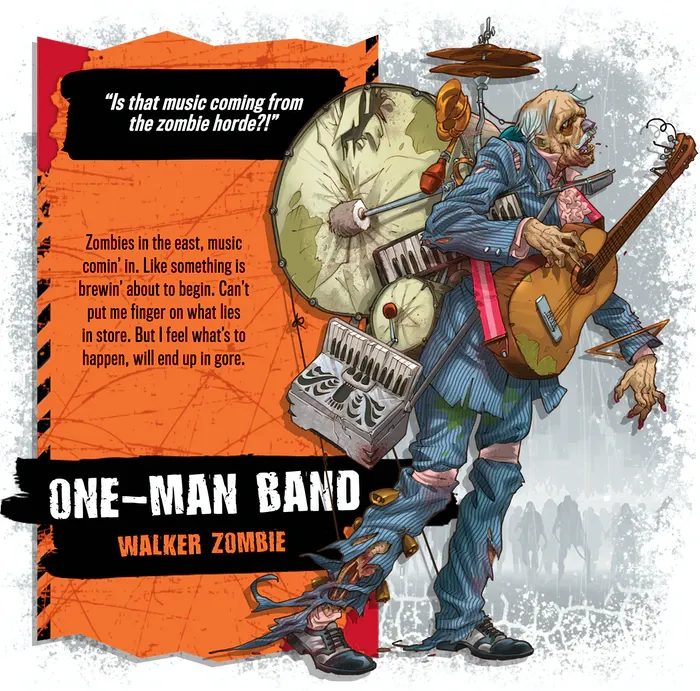 “Is that music coming from
the zombie horde?!”
Zombies in the east, music
comin’ in. Like something is
brewin’ about to begin. Can’t
put me finger on what lies
in store. But I feel what’s to
happen, will end up in gore.
ONE-MAN BAND
WALKER ZOMBIE